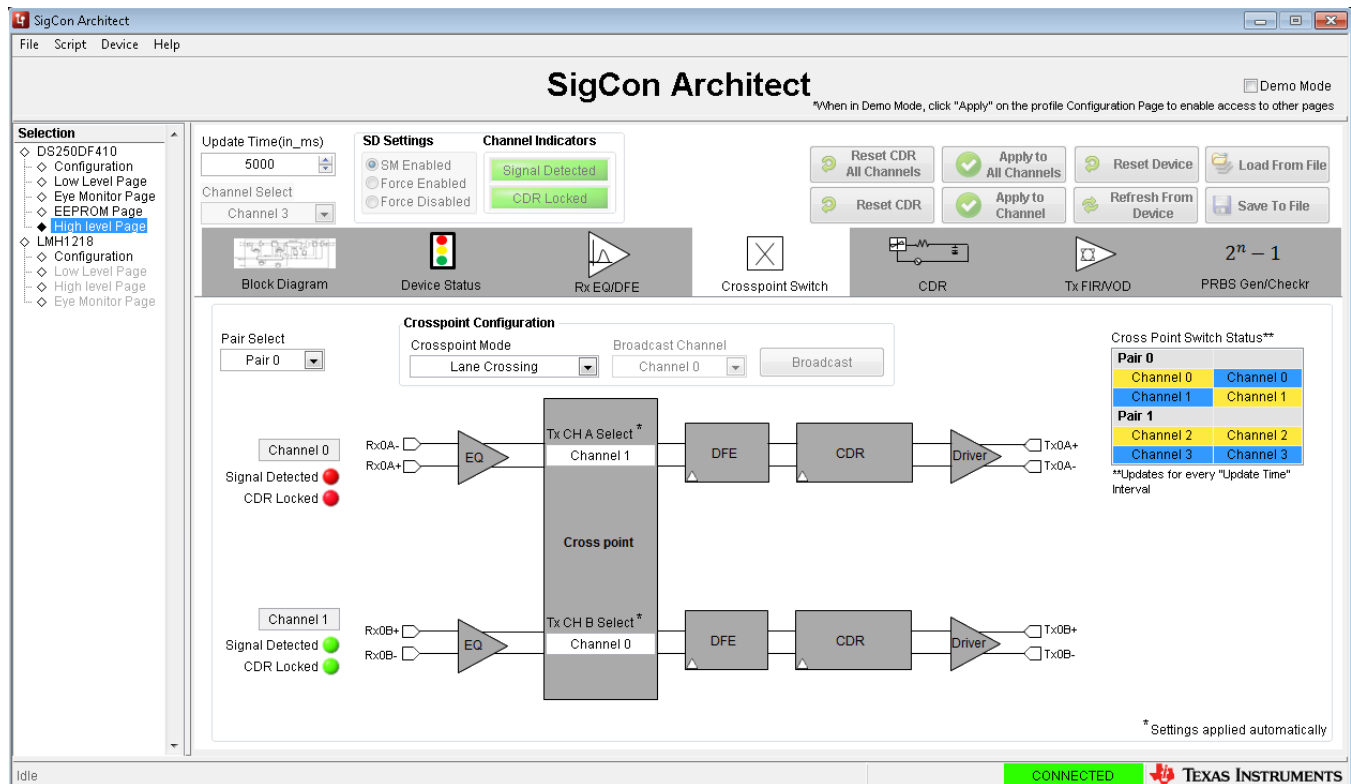 SigCon Architect
File Script Device Help
SigCon Architect
Demo Mode
*When in Demo Mode, click "Apply" on the profile Configuration Page to enable access to other pages
Selection
DS250DF410
Configuration
Low Level Page
Eye Monitor Page
EEPROM Page
High level Page
LMH1218
Configuration
Low Level Page
High level Page
Eye Monitor Page
Update Time(in_ms)
5000
Channel Select
Channel 3
SD Settings
SM Enabled
Force Enabled
Force Disabled
Channel Indicators
Signal Detected
CDR Locked
Reset CDR
All Channels
Apply to
All Channels
Reset Device
Load From File
Reset CDR
Apply to
Channel
Refresh From
Device
Save To File
Block Diagram
Device Status
Rx EQ/DFE
Crosspoint Switch
CDR
Tx FIR/VOD
2ⁿ − 1
PRBS Gen/Checkr
Pair Select
Pair 0
Crosspoint Configuration
Crosspoint Mode
Lane Crossing
Broadcast Channel
Channel 0
Broadcast
Cross Point Switch Status**
Pair 0
Channel 0 Channel 0
Channel 1 Channel 1
Pair 1
Channel 2 Channel 2
Channel 3 Channel 3
**Updates for every "Update Time"
Interval
Channel 0
Signal Detected
CDR Locked
Rx0A-
Rx0A+
EQ
Tx CH A Select *
Channel 1
DFE
CDR
Driver
Tx0A+
Tx0A-
Cross point
Channel 1
Signal Detected
CDR Locked
Rx0B+
Rx0B-
EQ
Tx CH B Select *
Channel 0
DFE
CDR
Driver
Tx0B+
Tx0B-
* Settings applied automatically
Idle
CONNECTED
TEXAS INSTRUMENTS